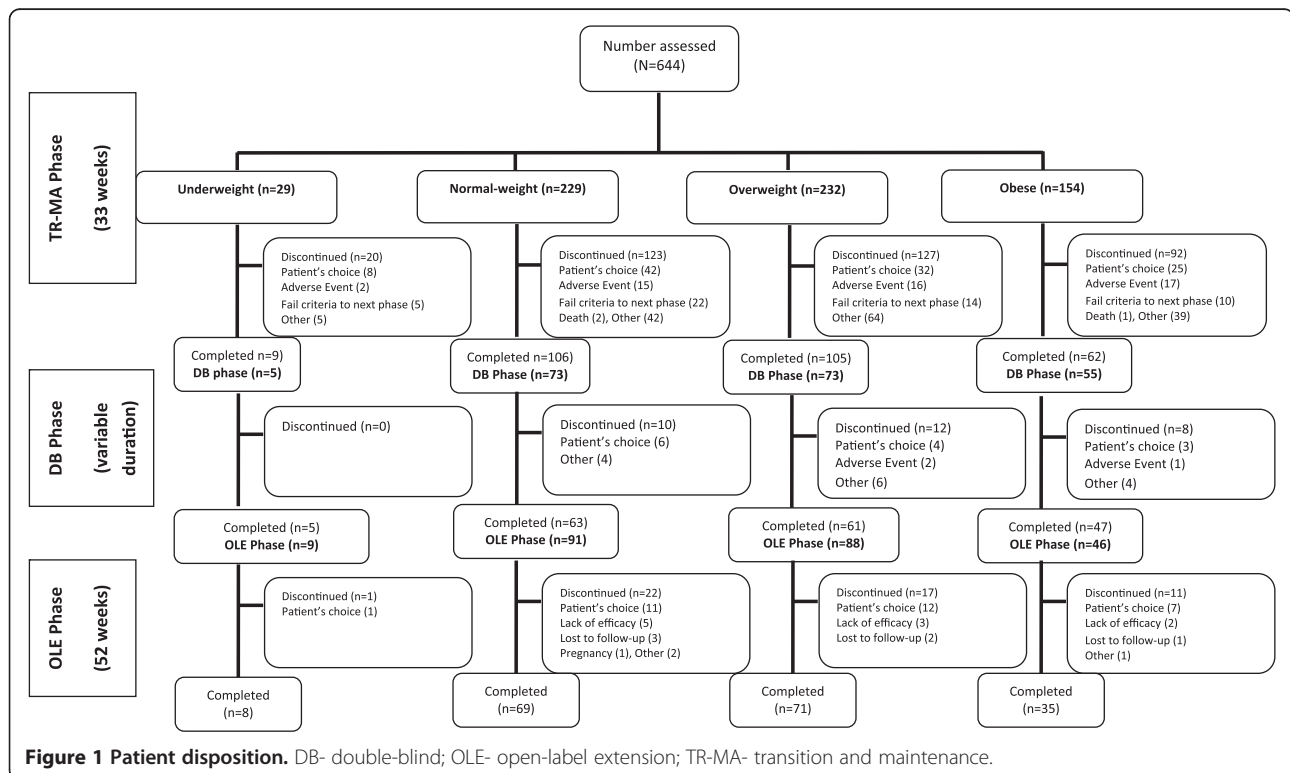 Number assessed
(N=644)
TR-MA Phase
(33 weeks)
Underweight (n=29)
Normal-weight (n=229)
Overweight (n=232)
Obese (n=154)
Discontinued (n=20)
Patient's choice (8)
Adverse Event (2)
Fail criteria to next phase (5)
Other (5)
Discontinued (n=123)
Patient's choice (42)
Adverse Event (15)
Fail criteria to next phase (22)
Death (2), Other (42)
Discontinued (n=127)
Patient's choice (32)
Adverse Event (16)
Fail criteria to next phase (14)
Other (64)
Discontinued (n=92)
Patient's choice (25)
Adverse Event (17)
Fail criteria to next phase (10)
Death (1), Other (39)
Completed n=9)
DB phase (n=5)
Completed n=106)
DB Phase (n=73)
Completed n=105)
DB Phase (n=73)
Completed n=62)
DB Phase (n=55)
DB Phase
(variable
duration)
Discontinued (n=0)
Discontinued (n=10)
Patient's choice (6)
Other (4)
Discontinued (n=12)
Patient's choice (4)
Adverse Event (2)
Other (6)
Discontinued (n=8)
Patient's choice (3)
Adverse Event (1)
Other (4)
Completed (n=5)
OLE Phase (n=9)
Completed (n=63)
OLE Phase (n=91)
Completed (n=61)
OLE Phase (n=88)
Completed (n=47)
OLE Phase (n=46)
OLE Phase
(52 weeks)
Discontinued (n=1)
Patient's choice (1)
Discontinued (n=22)
Patient's choice (11)
Lack of efficacy (5)
Lost to follow-up (3)
Pregnancy (1), Other (2)
Discontinued (n=17)
Patient's choice (12)
Lack of efficacy (3)
Lost to follow-up (2)
Discontinued (n=11)
Patient's choice (7)
Lack of efficacy (2)
Lost to follow-up (1)
Other (1)
Completed
(n=8)
Completed
(n=69)
Completed
(n=71)
Completed
(n=35)
Figure 1 Patient disposition. DB- double-blind; OLE- open-label extension; TR-MA- transition and maintenance.